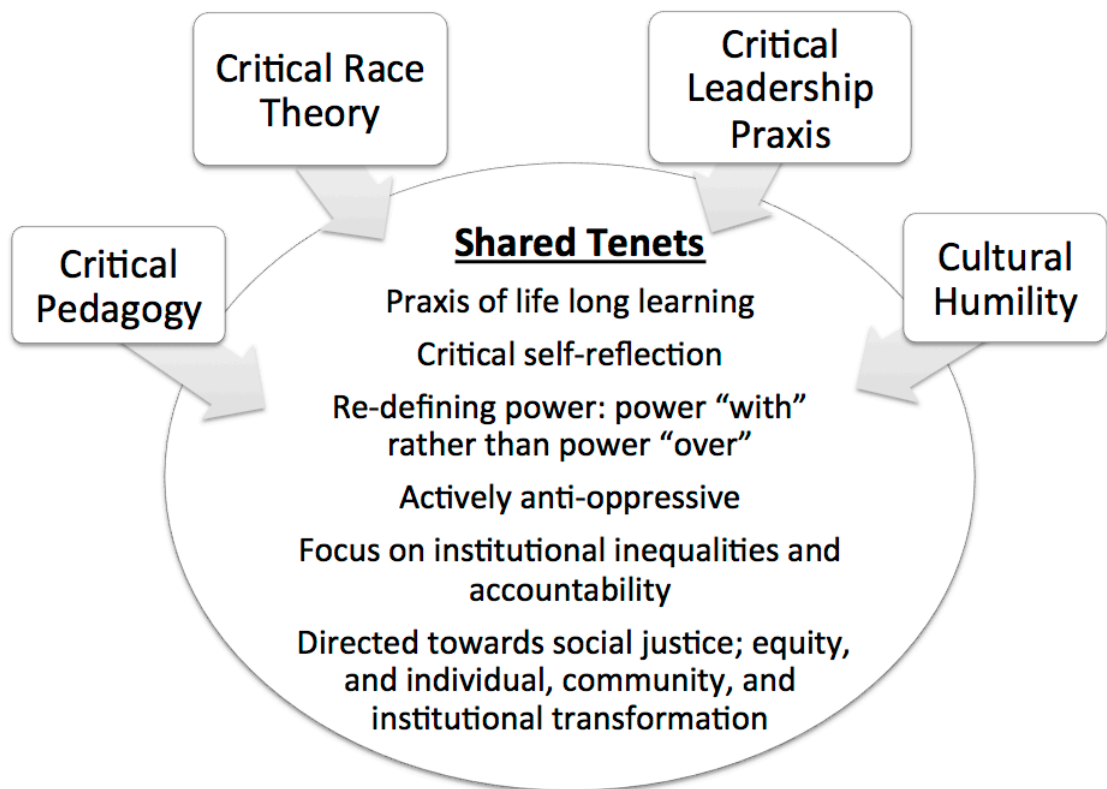 Critical Race
Theory
Critical
Leadership
Praxis
Critical
Pedagogy
Cultural
Humility
Shared Tenets
Praxis of life long learning
Critical self-reflection
Re-defining power: power “with”
rather than power “over”
Actively anti-oppressive
Focus on institutional inequalities and
accountability
Directed towards social justice; equity,
and individual, community, and
institutional transformation